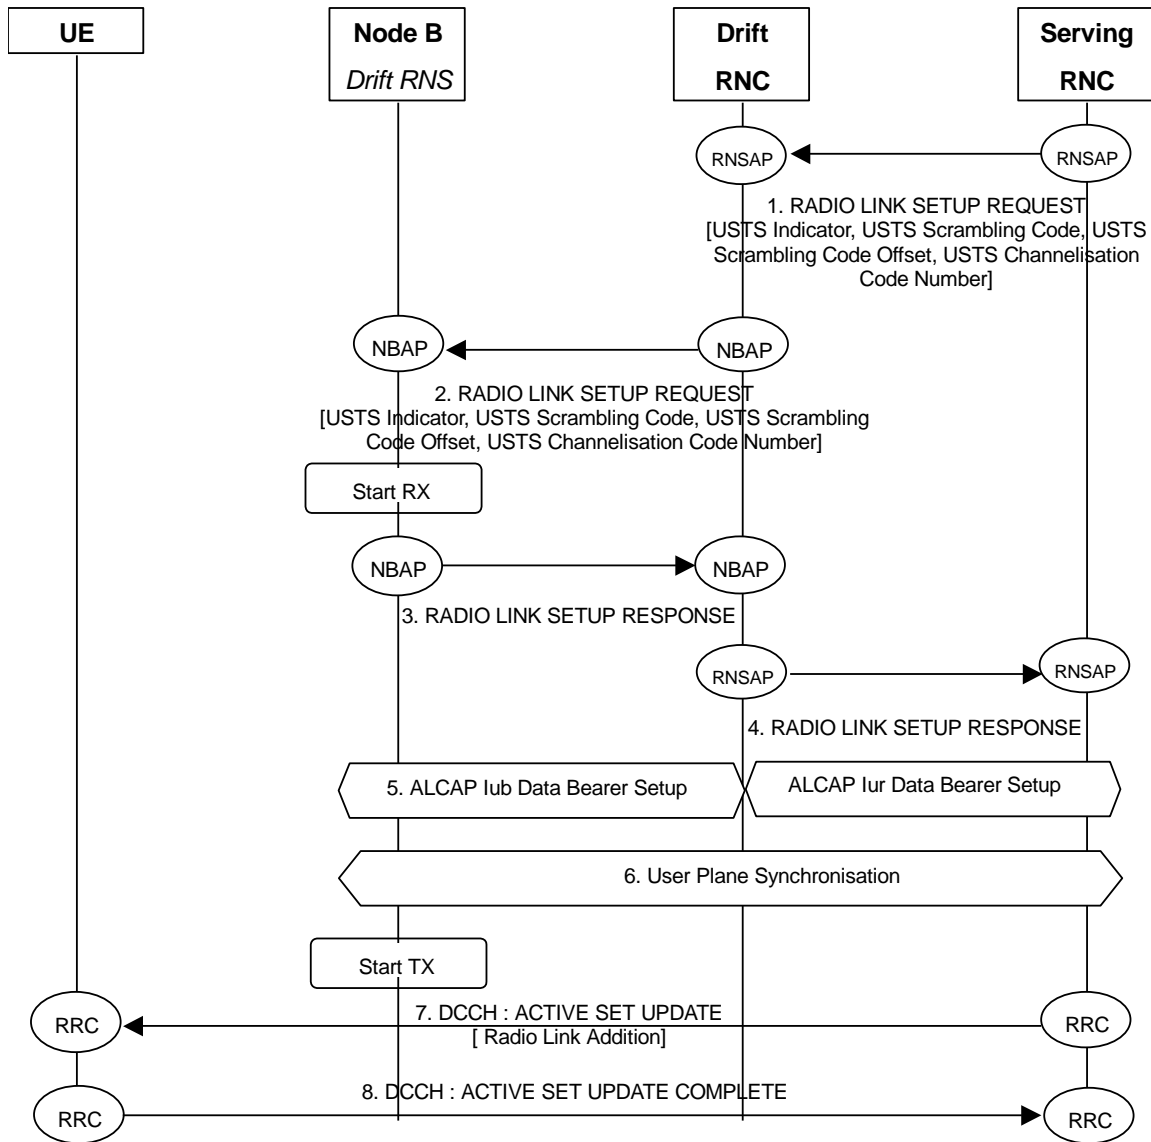 UE
Node B
Drift RNS
Drift
RNC
Serving
RNC
RNSAP
RNSAP
1. RADIO LINK SETUP REQUEST
[USTS Indicator, USTS Scrambling Code, USTS
Scrambling Code Offset, USTS Channelisation
Code Number]
NBAP
NBAP
2. RADIO LINK SETUP REQUEST
[USTS Indicator, USTS Scrambling Code, USTS Scrambling
Code Offset, USTS Channelisation Code Number]
Start RX
NBAP
NBAP
3. RADIO LINK SETUP RESPONSE
RNSAP
RNSAP
4. RADIO LINK SETUP RESPONSE
5. ALCAP Iub Data Bearer Setup
ALCAP Iur Data Bearer Setup
6. User Plane Synchronisation
Start TX
RRC
7. DCCH : ACTIVE SET UPDATE
[ Radio Link Addition]
RRC
RRC
8. DCCH : ACTIVE SET UPDATE COMPLETE
RRC